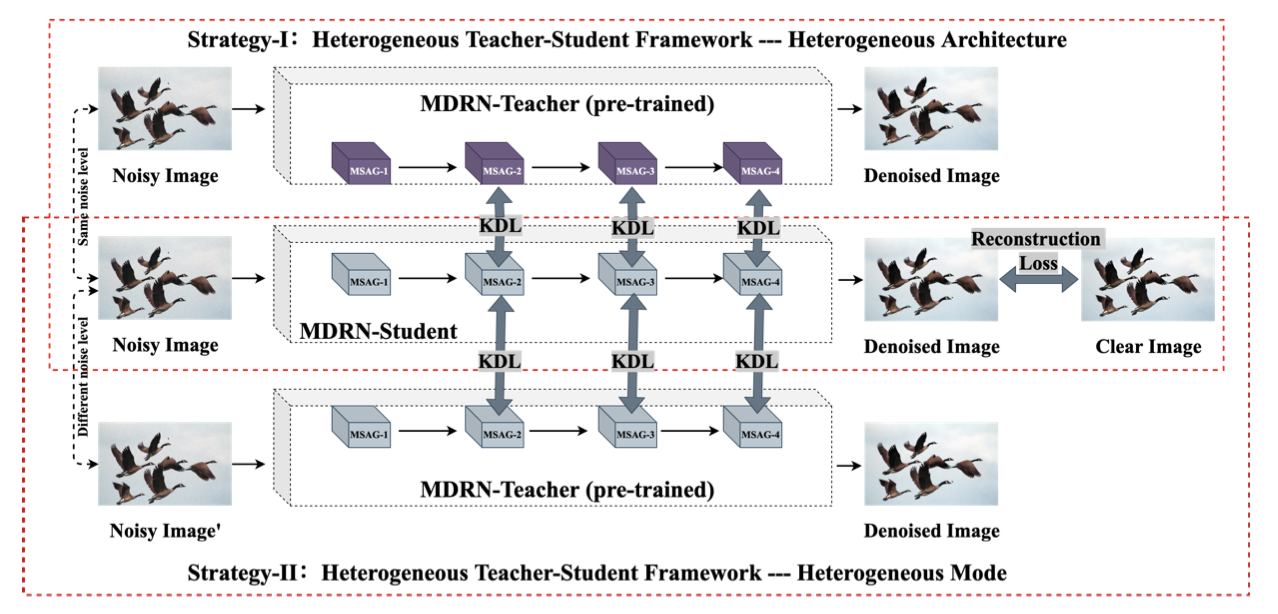 Strategy-I: Heterogeneous Teacher-Student Framework --- Heterogeneous Architecture
MDRN-Teacher (pre-trained)
MSAG-1
MSAG-2
MSAG-3
MSAG-4
Noisy Image
Denoised Image
Same noise level
KDL
KDL
KDL
Reconstruction
Loss
MSAG-1
MSAG-2
MSAG-3
MSAG-4
MDRN-Student
Noisy Image
Denoised Image
Clear Image
Different noise level
KDL
KDL
KDL
MSAG-1
MSAG-2
MSAG-3
MSAG-4
MDRN-Teacher (pre-trained)
Noisy Image'
Denoised Image
Strategy-II: Heterogeneous Teacher-Student Framework --- Heterogeneous Mode